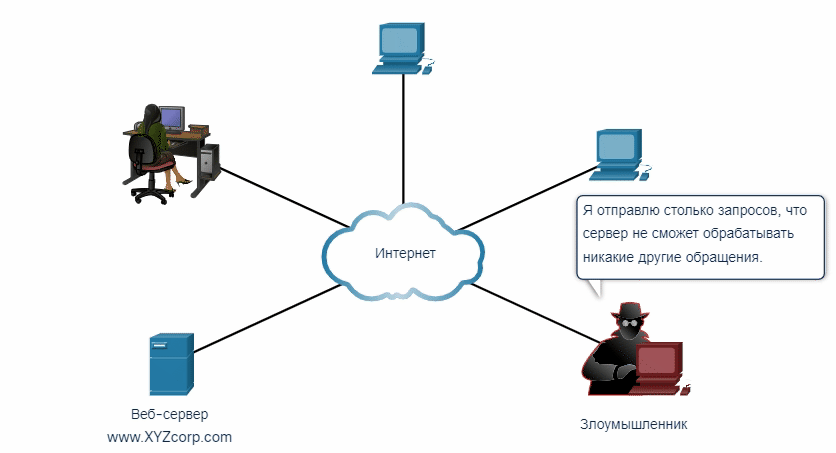 Я отправлю столько запросов, что
сервер не сможет обрабатывать
никакие другие обращения.
Интернет
Веб-сервер
www.XYZcorp.com
Злоумышленник